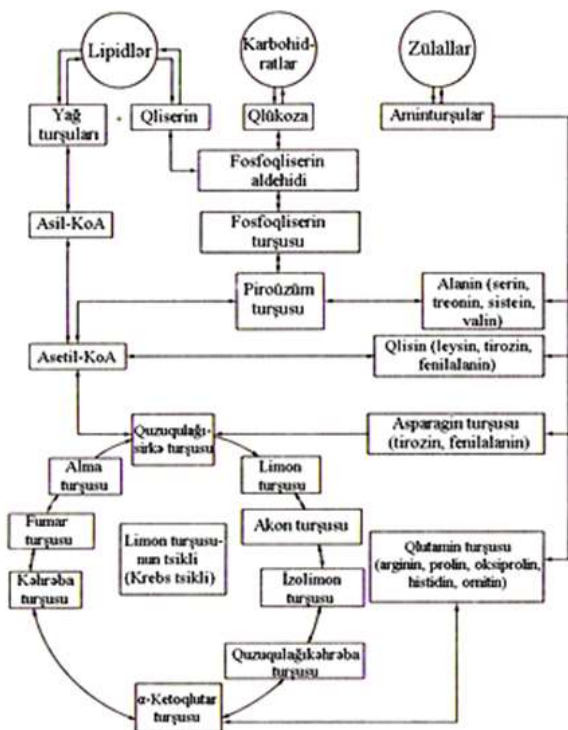 Lipidlər
Karbohid-
ratlar
Zülallar
Yağ
turşuları
Qliserin
Qlükoza
Aminturşular
Fosfoqliserin
aldehidi
Asil-KoA
Fosfoqliserin
turşusu
Piroüzüm
turşusu
Alanin (serin,
treonin, sistein,
valin)
Asetil-KoA
Qlisin (leysin, tirozin,
fenilalanin)
Quzuqulağı-
sirkə turşusu
Asparagin turşusu
(tirozin, fenilalanin)
Alma
turşusu
Limon
turşusu
Fumar
turşusu
Limon turşusu-
nun tsikli
(Krebs tsikli)
Akon turşusu
Qlutamin turşusu
(arginin, prolin, oksiprolin,
histidin, ornitin)
Kəhrəba
turşusu
İzolimon
turşusu
Quzuqulağıkəhrəba
turşusu
α-Ketoqlutar
turşusu